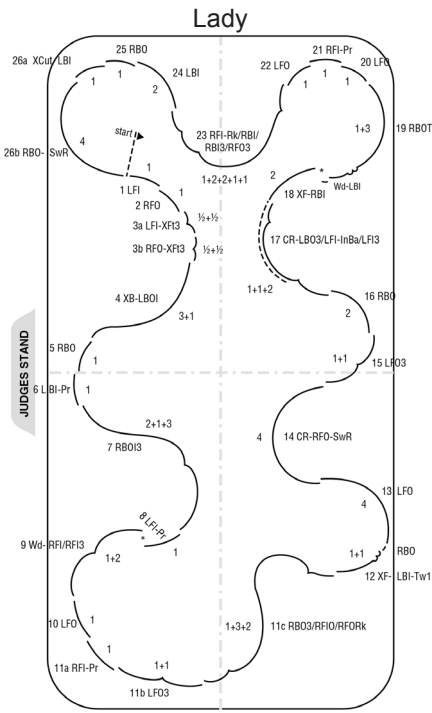 Lady
25 RBO
21 RFI-Pr
26a XCut/LBI
24 LBI
22 LFO
20 LFO
1
1
2
1
1
1
start
23 RFI-Rk/RBI/
RBI3/RFO3
1+3
19 RBOT
4
26b RBO- SwR
1
1+2+2+1+1
2
*
Wd-LBI
1 LFI
1
18 XF-RBI
2 RFO
½+½
3a LFI-XFt3
3b RFO-XFt3
½+½
17 CR-LBO3/LFI-InBa/LFI3
4 XB-LBOI
1+1+2
16 RBO
3+1
2
5 RBO
1
1+1
15 LFO3
JUDGES STAND
6 LBI-Pr
1
2+1+3
7 RBOI3
4
14 CR-RFO-SwR
13 LFO
4
8 LFI-Pr
*
9 Wd- RFI/RFI3
1+2
1
1+1
RBO
12 XF- LBI-Tw1
10 LFO
1
1
1+3+2
11c RBO3/RFIO/RFORk
11a RFI-Pr
1+1
11b LFO3